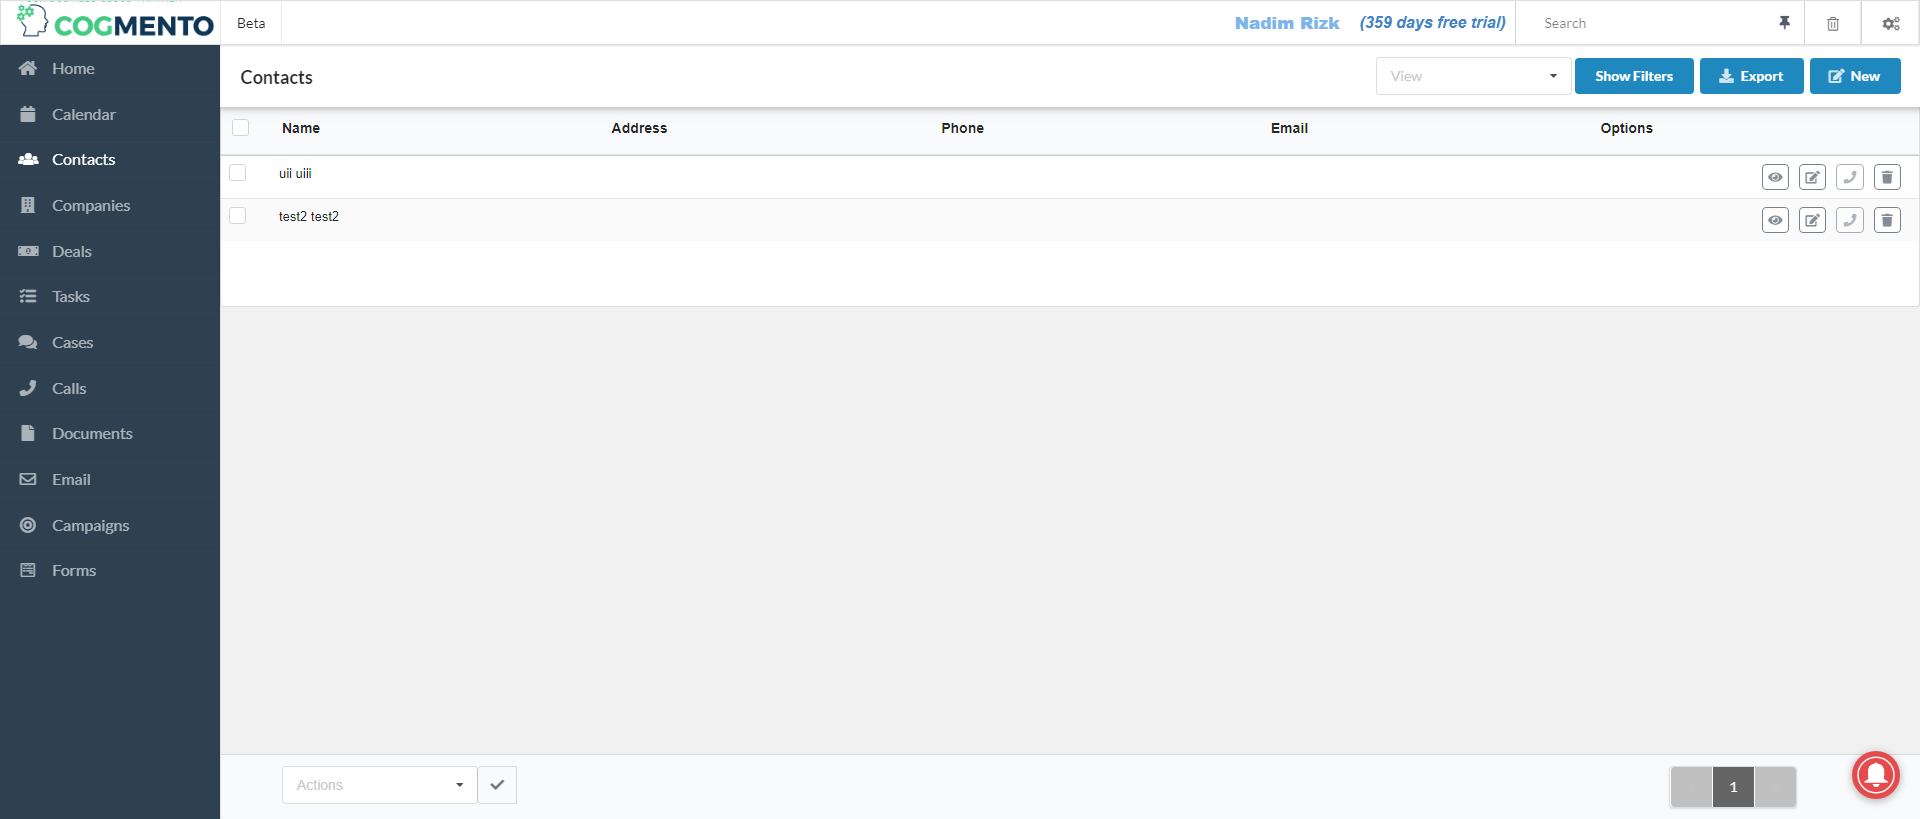 COGMENTO
Beta
Nadim Rizk
(359 days free trial)
Search
Home
Calendar
Contacts
Companies
Deals
Tasks
Cases
Calls
Documents
Email
Campaigns
Forms
Contacts
View
Show Filters
Export
New
Name Address Phone Email Options
uii uiii
test2 test2
Actions
1